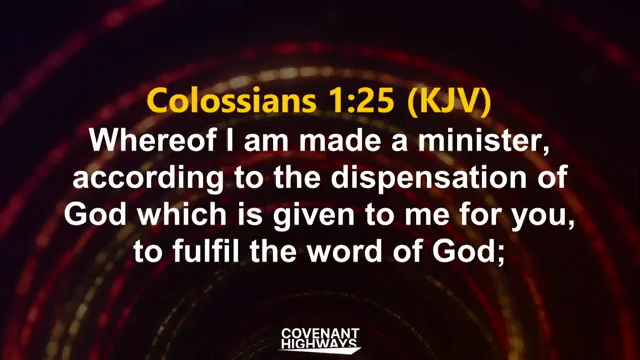 Colossians 1:25 (KJV)
Whereof I am made a minister,
according to the dispensation of
God which is given to me for you,
to fulfil the word of God;
COVENANT
HIGHWAYS